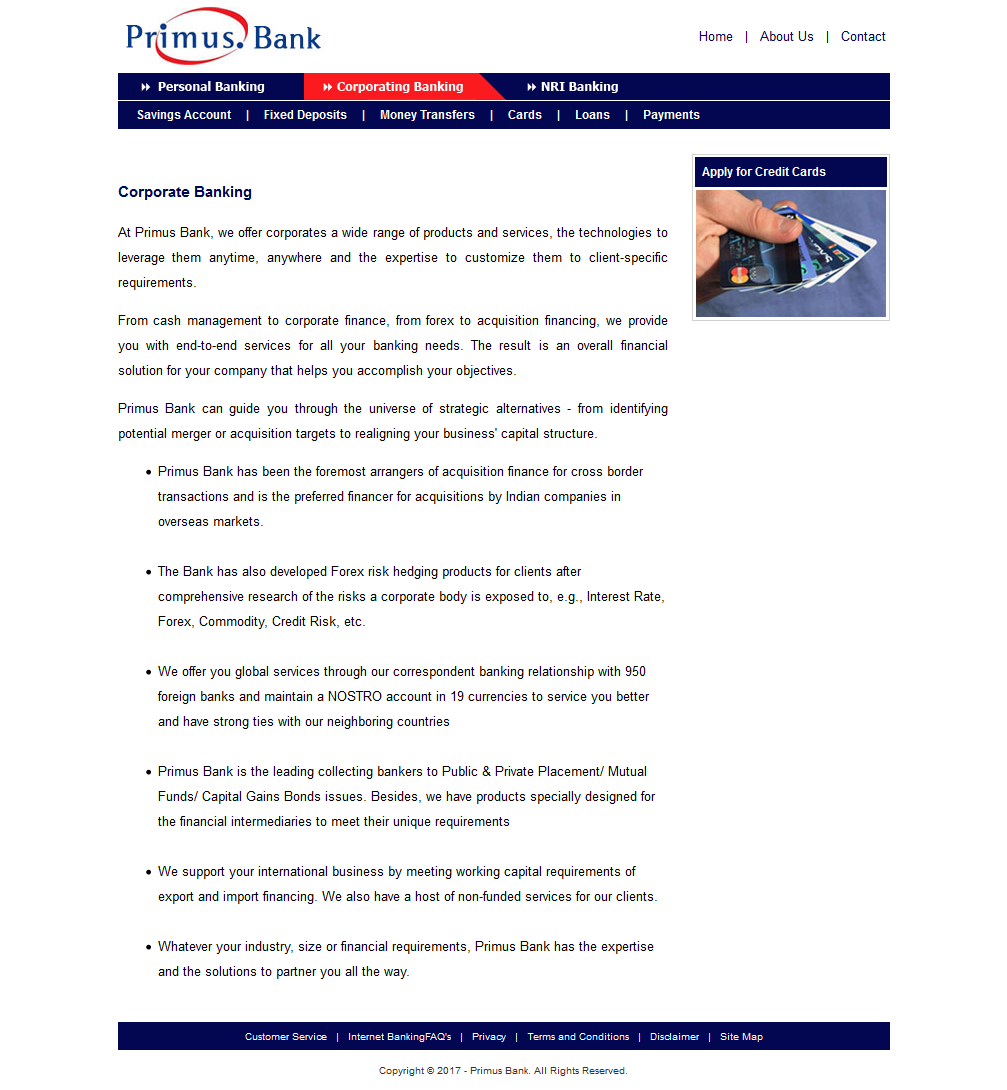 Primus. Bank
Home | About Us | Contact
Personal Banking Corporating Banking NRI Banking
Savings Account | Fixed Deposits | Money Transfers | Cards | Loans | Payments
Apply for Credit Cards
Corporate Banking
At Primus Bank, we offer corporates a wide range of products and services, the technologies to
leverage them anytime, anywhere and the expertise to customize them to client-specific
requirements.
From cash management to corporate finance, from forex to acquisition financing, we provide
you with end-to-end services for all your banking needs. The result is an overall financial
solution for your company that helps you accomplish your objectives.
Primus Bank can guide you through the universe of strategic alternatives - from identifying
potential merger or acquisition targets to realigning your business' capital structure.
• Primus Bank has been the foremost arrangers of acquisition finance for cross border
transactions and is the preferred financer for acquisitions by Indian companies in
overseas markets.
• The Bank has also developed Forex risk hedging products for clients after
comprehensive research of the risks a corporate body is exposed to, e.g., Interest Rate,
Forex, Commodity, Credit Risk, etc.
• We offer you global services through our correspondent banking relationship with 950
foreign banks and maintain a NOSTRO account in 19 currencies to service you better
and have strong ties with our neighboring countries
• Primus Bank is the leading collecting bankers to Public & Private Placement/ Mutual
Funds/ Capital Gains Bonds issues. Besides, we have products specially designed for
the financial intermediaries to meet their unique requirements
• We support your international business by meeting working capital requirements of
export and import financing. We also have a host of non-funded services for our clients.
• Whatever your industry, size or financial requirements, Primus Bank has the expertise
and the solutions to partner you all the way.
Customer Service | Internet BankingFAQ's | Privacy | Terms and Conditions | Disclaimer | Site Map
Copyright © 2017 - Primus Bank. All Rights Reserved.